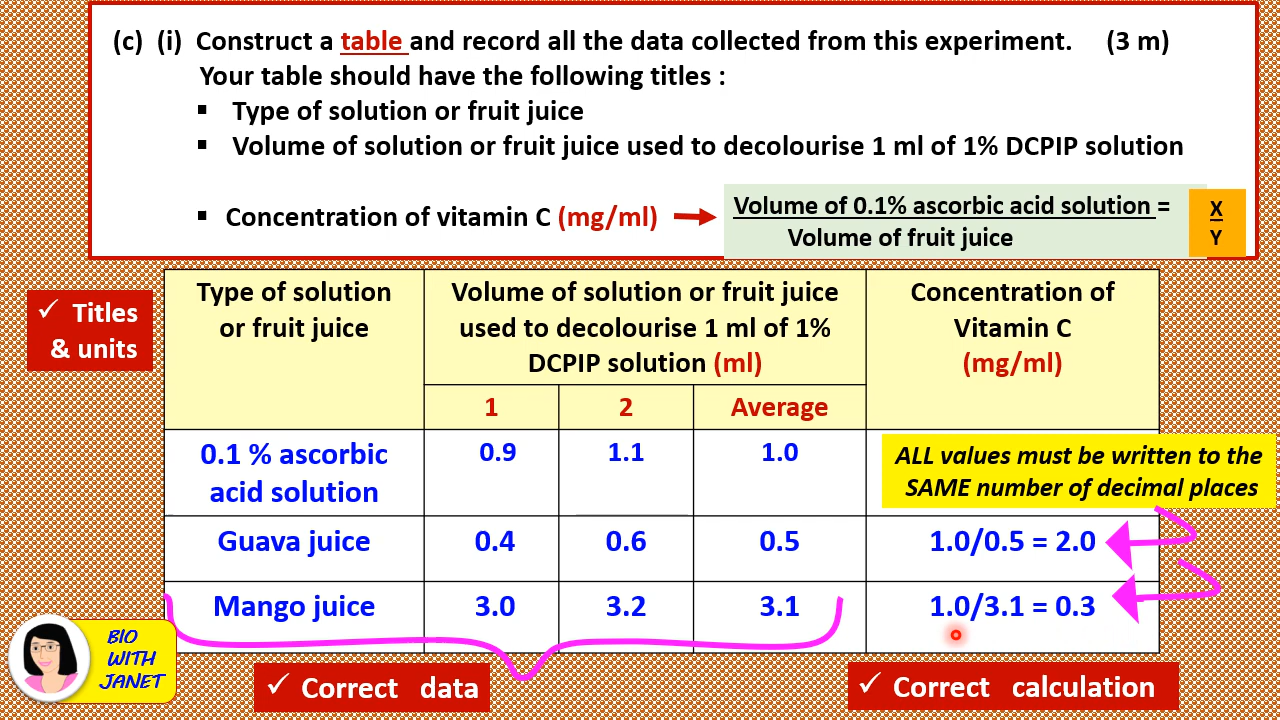 (c) (i) Construct a table and record all the data collected from this experiment. (3 m)
Your table should have the following titles :
▪ Type of solution or fruit juice
▪ Volume of solution or fruit juice used to decolourise 1 ml of 1% DCPIP solution
▪ Concentration of vitamin C (mg/ml) → Volume of 0.1% ascorbic acid solution = X
Volume of fruit juice Y
✓ Titles
& units
Type of solution
or fruit juice
Volume of solution or fruit juice
used to decolourise 1 ml of 1%
DCPIP solution (ml)
Concentration of
Vitamin C
(mg/ml)
1 2 Average
0.1 % ascorbic
acid solution
0.9 1.1 1.0
ALL values must be written to the
SAME number of decimal places
Guava juice 0.4 0.6 0.5 1.0/0.5 = 2.0
Mango juice 3.0 3.2 3.1 1.0/3.1 = 0.3
BIO
WITH
JANET
✓ Correct data
✓ Correct calculation